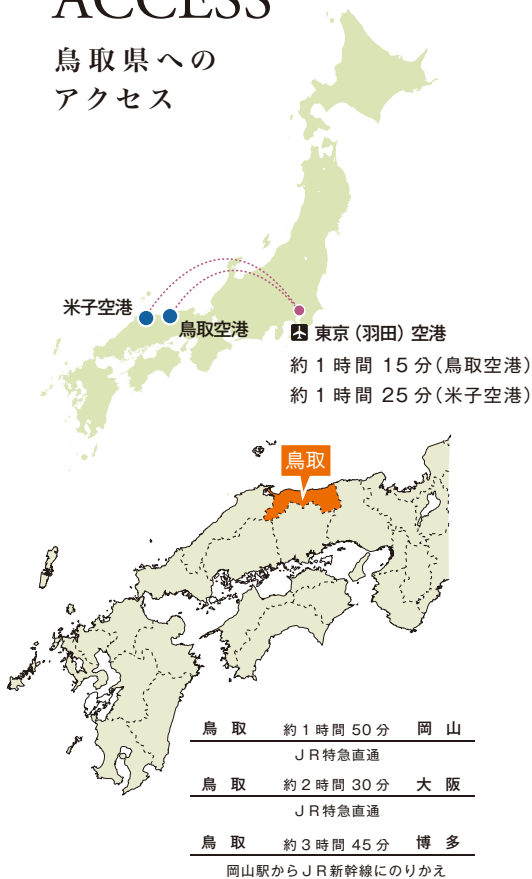 ACCESS
鳥取県への
アクセス
米子空港
鳥取空港
東京（羽田）空港
約1時間 15分（鳥取空港）
約1時間 25分（米子空港）
鳥取
鳥 取 約1時間 50分 岡 山
JR特急直通
鳥 取 約2時間 30分 大 阪
JR特急直通
鳥 取 約3時間 45分 博 多
岡山駅からJR新幹線にのりかえ